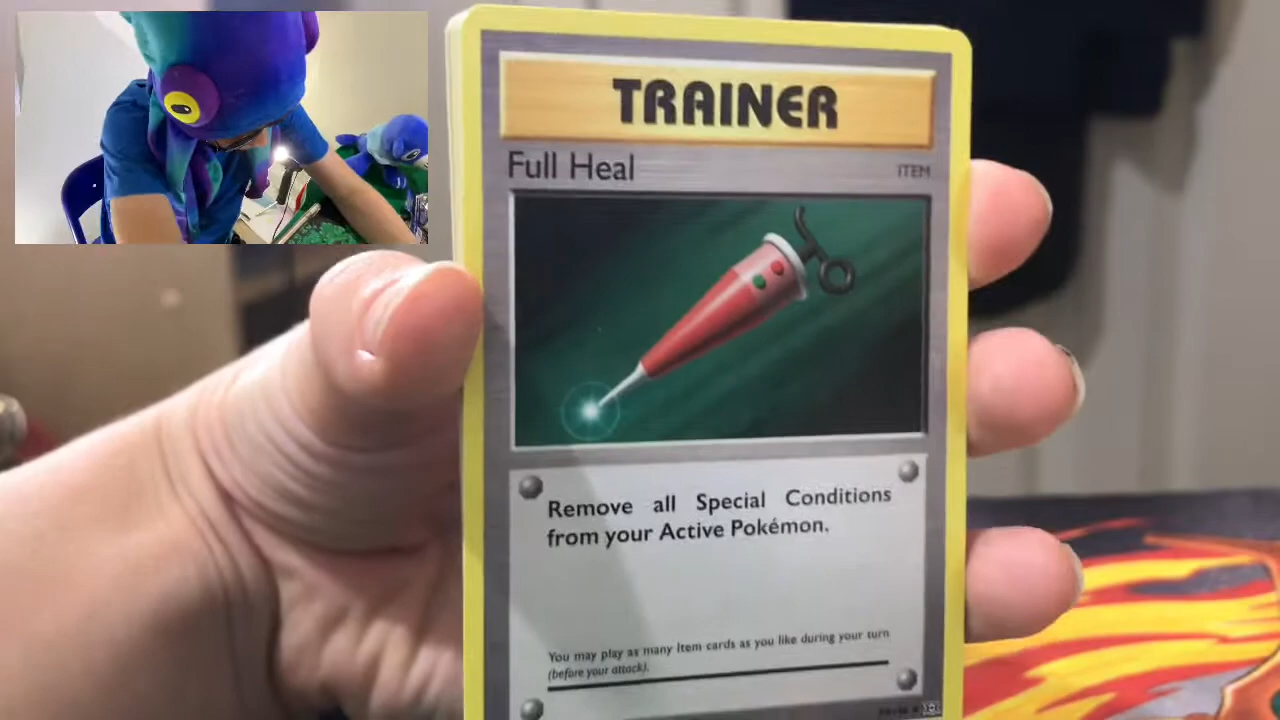 TRAINER
Full Heal
ITEM
Remove all Special Conditions
from your Active Pokémon.
You may play as many Item cards as you like during your turn
(before your attack).